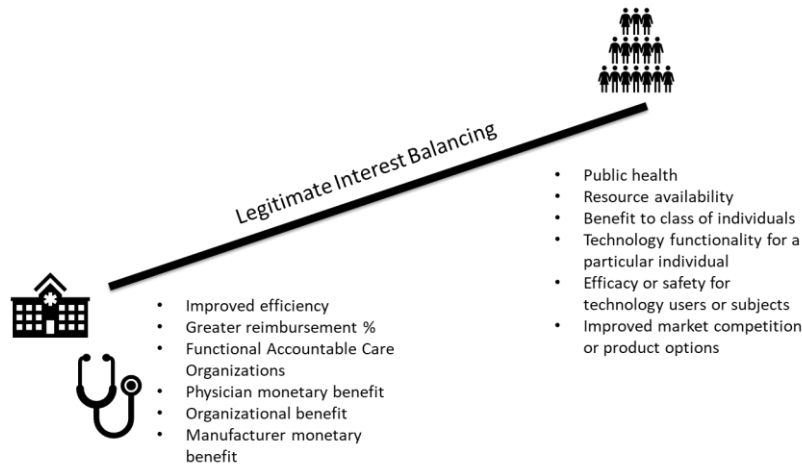 Legitimate Interest Balancing
• Public health
• Resource availability
• Benefit to class of individuals
• Technology functionality for a
particular individual
• Efficacy or safety for
technology users or subjects
• Improved market competition
or product options
• Improved efficiency
• Greater reimbursement %
• Functional Accountable Care
Organizations
• Physician monetary benefit
• Organizational benefit
• Manufacturer monetary
benefit